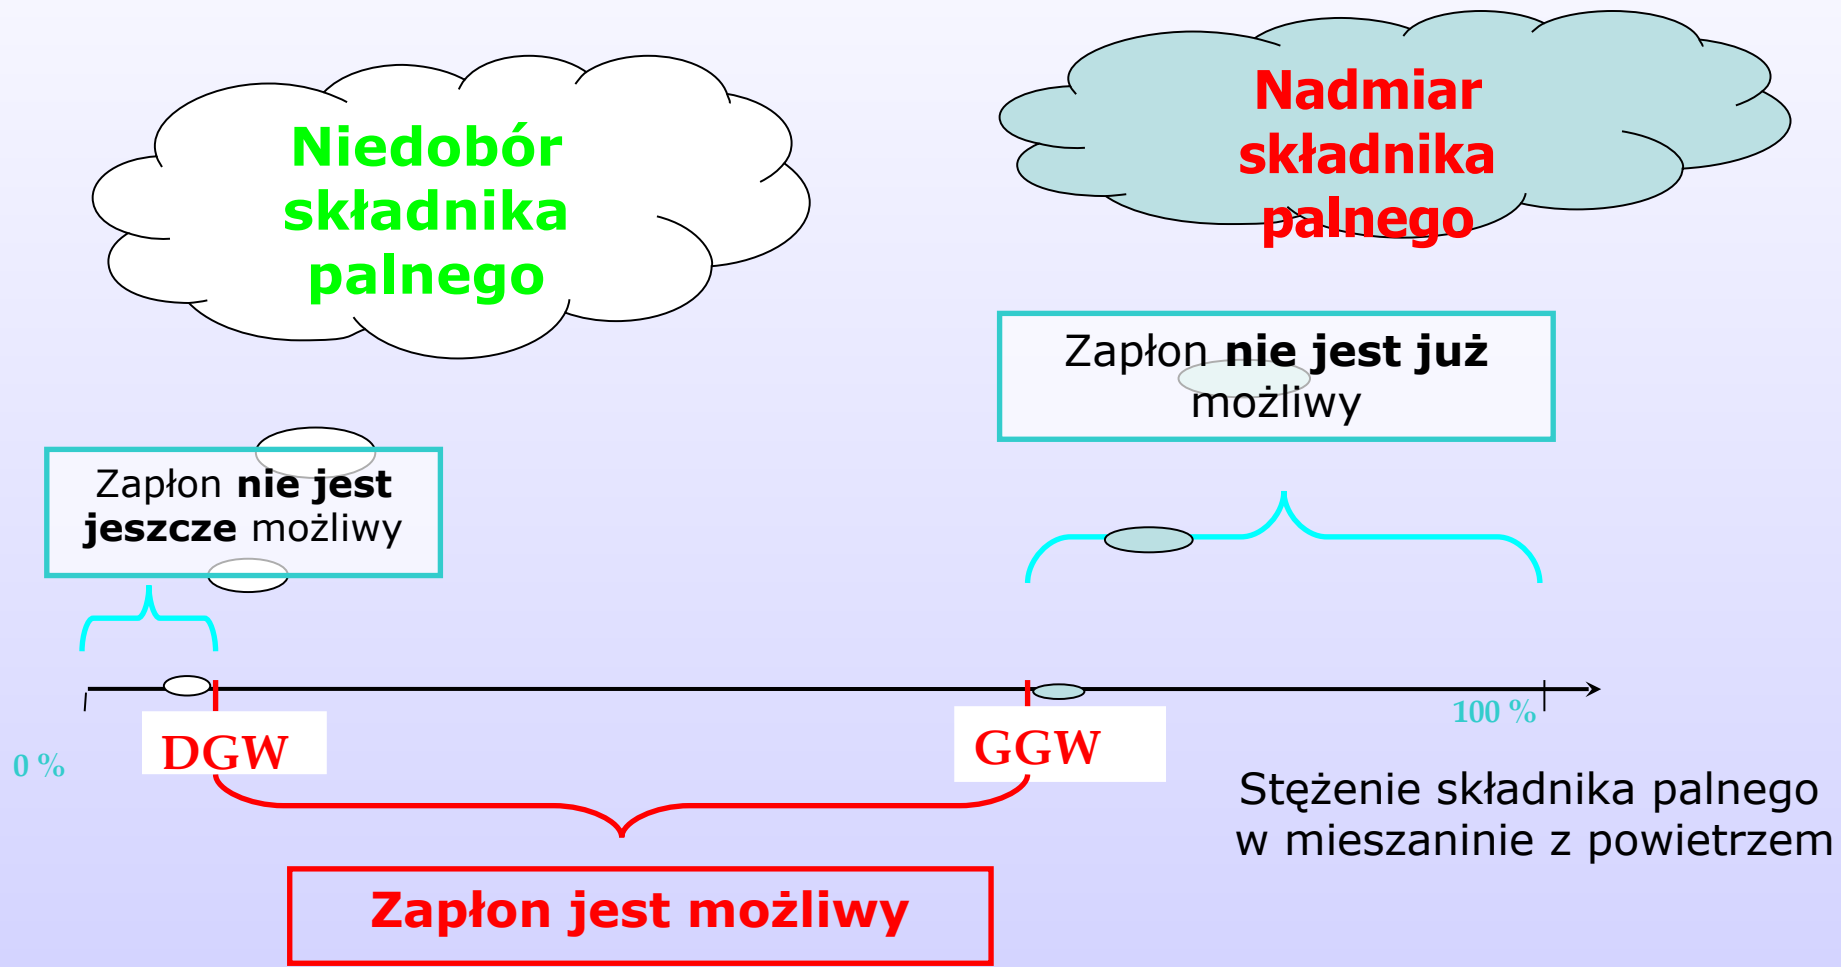 Niedobór
składnika
palnego
Nadmiar
składnika
palnego
Zapłon nie jest już
możliwy
Zapłon nie jest
jeszcze możliwy
0 %
DGW
GGW
100 %
Stężenie składnika palnego
w mieszaninie z powietrzem
Zapłon jest możliwy